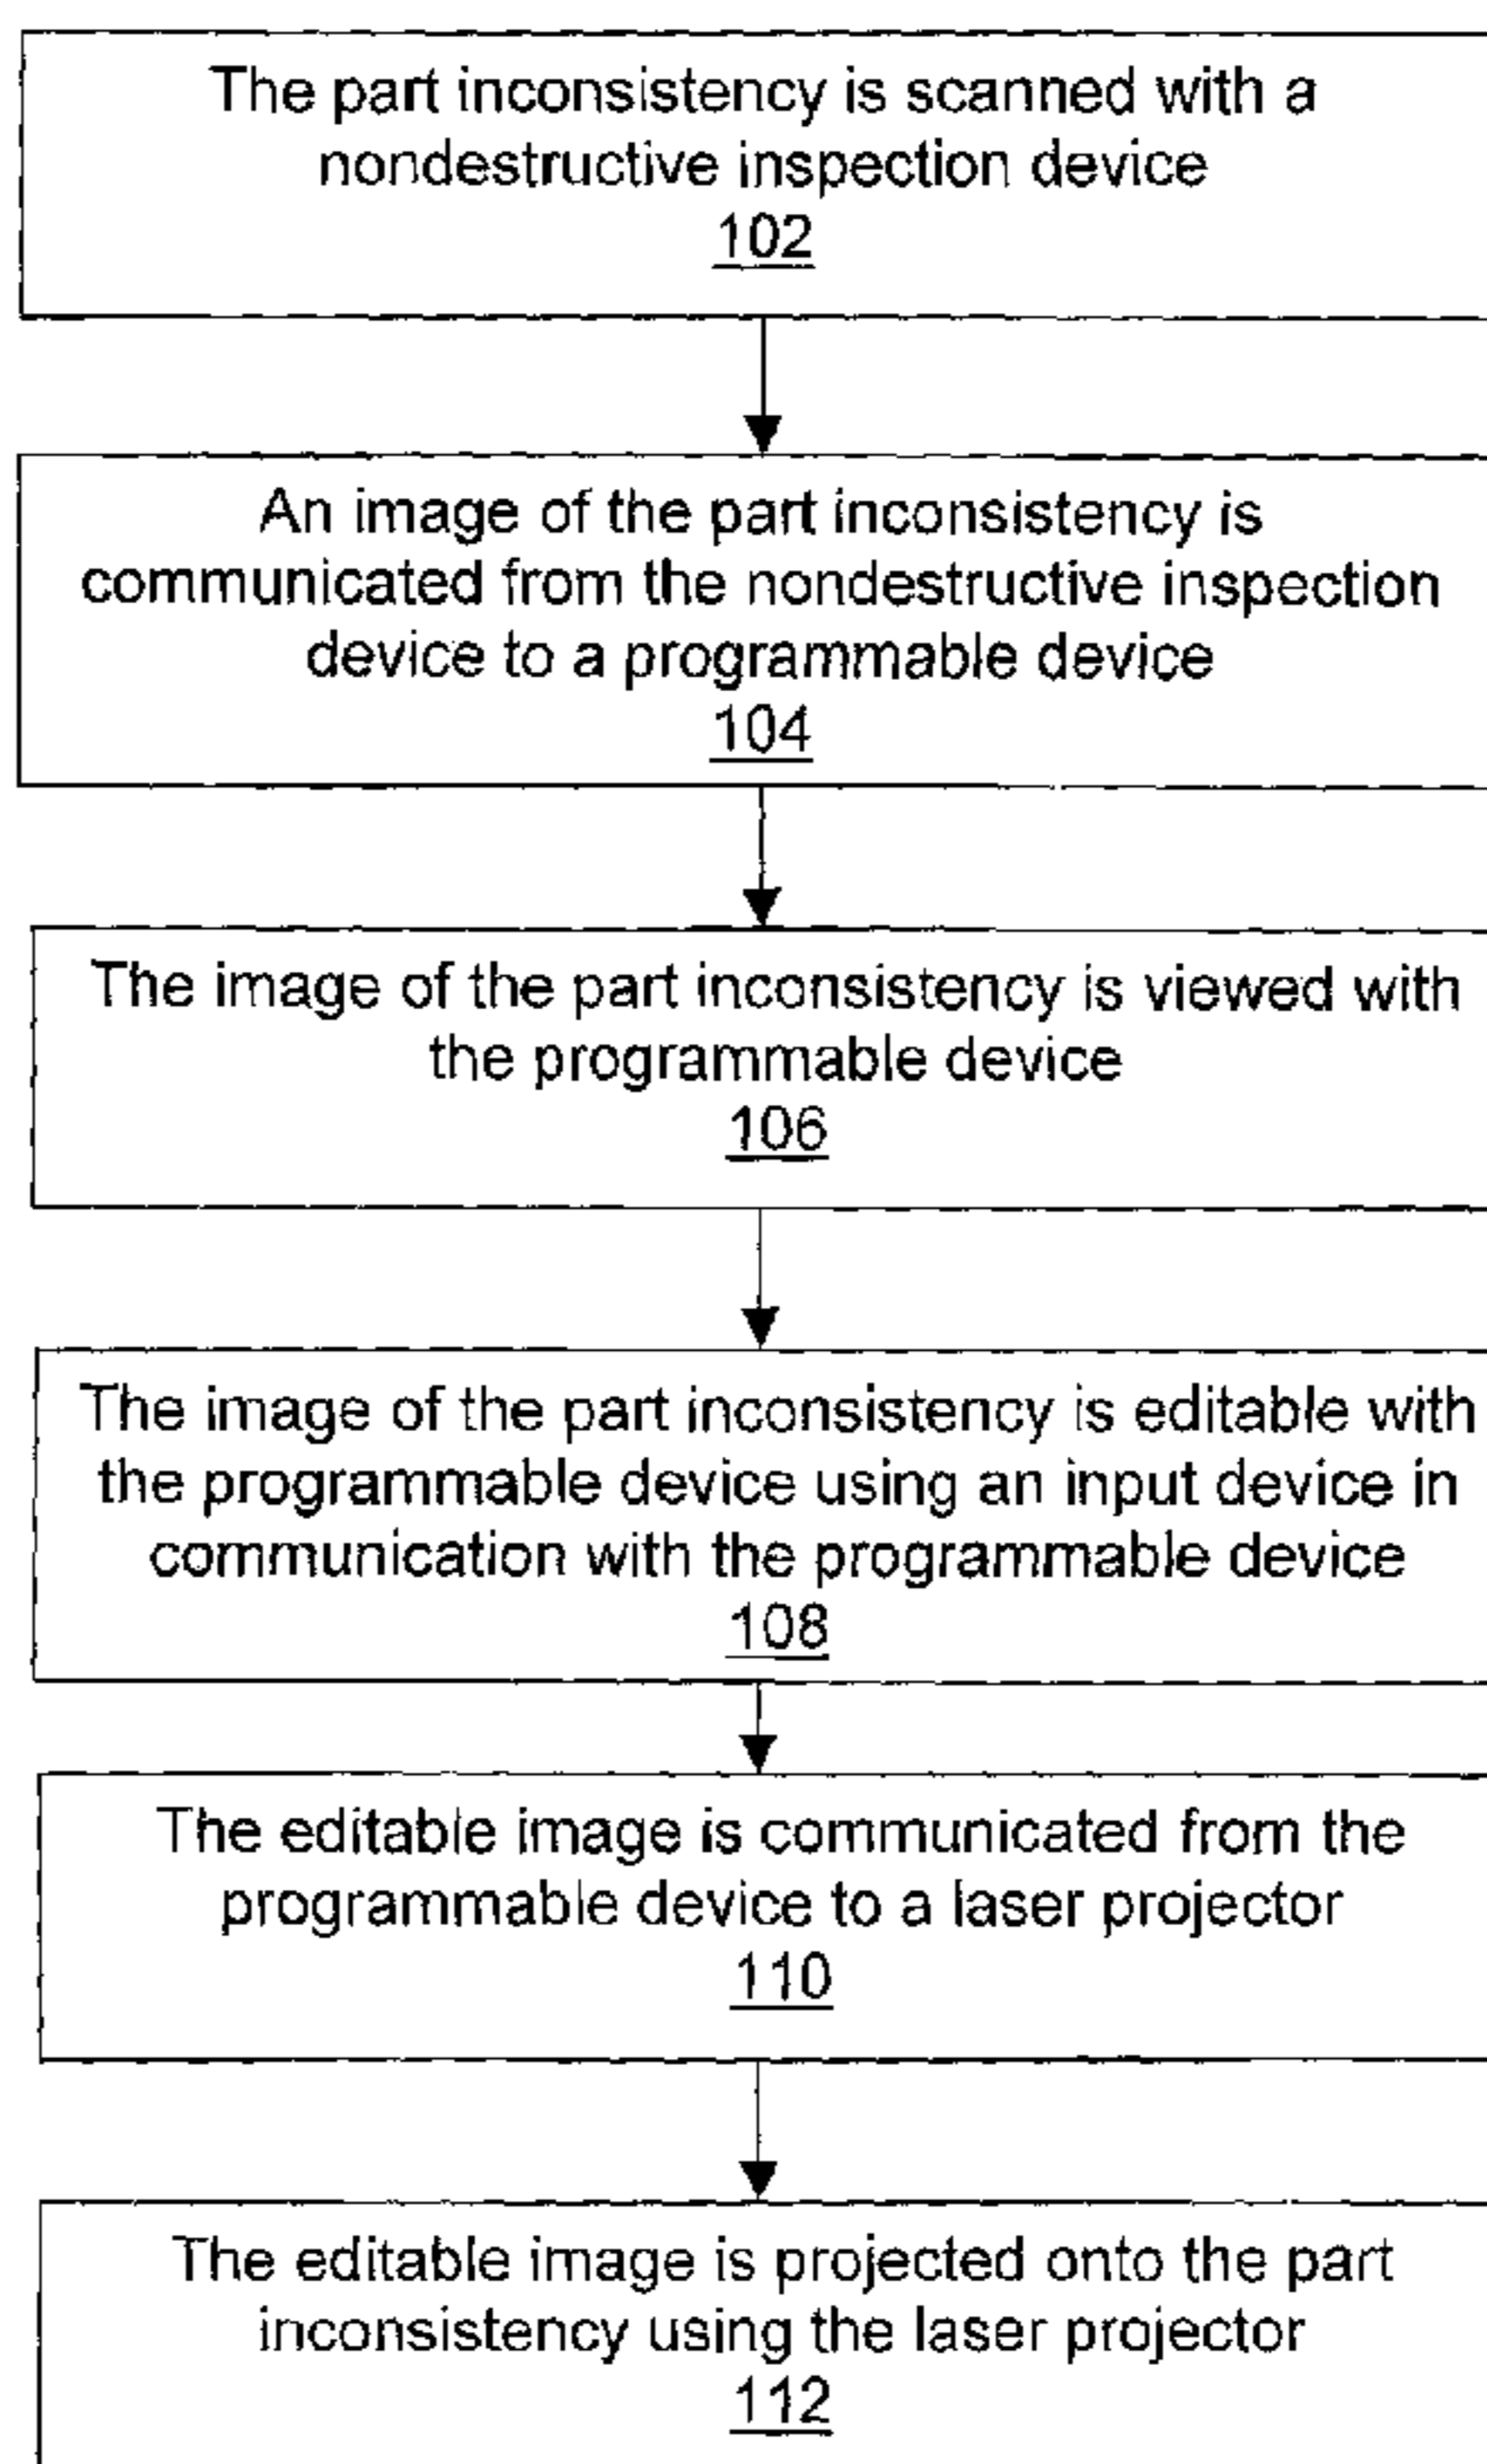 The part inconsistency is scanned with a
nondestructive inspection device
102
An image of the part inconsistency is
communicated from the nondestructive inspection
device to a programmable device
104
The image of the part inconsistency is viewed with
the programmable device
106
The image of the part inconsistency is editable with
the programmable device using an input device in
communication with the programmable device
108
The editable image is communicated from the
programmable device to a laser projector
110
The editable image is projected onto the part
inconsistency using the laser projector
112